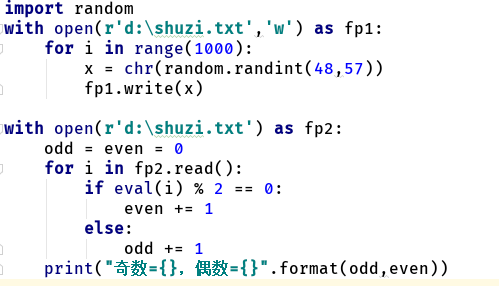 import random
with open(r'd:\shuzi.txt','w') as fp1:
    for i in range(1000):
        x = chr(random.randint(48,57))
        fp1.write(x)

with open(r'd:\shuzi.txt') as fp2:
    odd = even = 0
    for i in fp2.read():
        if eval(i) % 2 == 0:
            even += 1
        else:
            odd += 1
    print("奇数={}，偶数={}".format(odd,even))